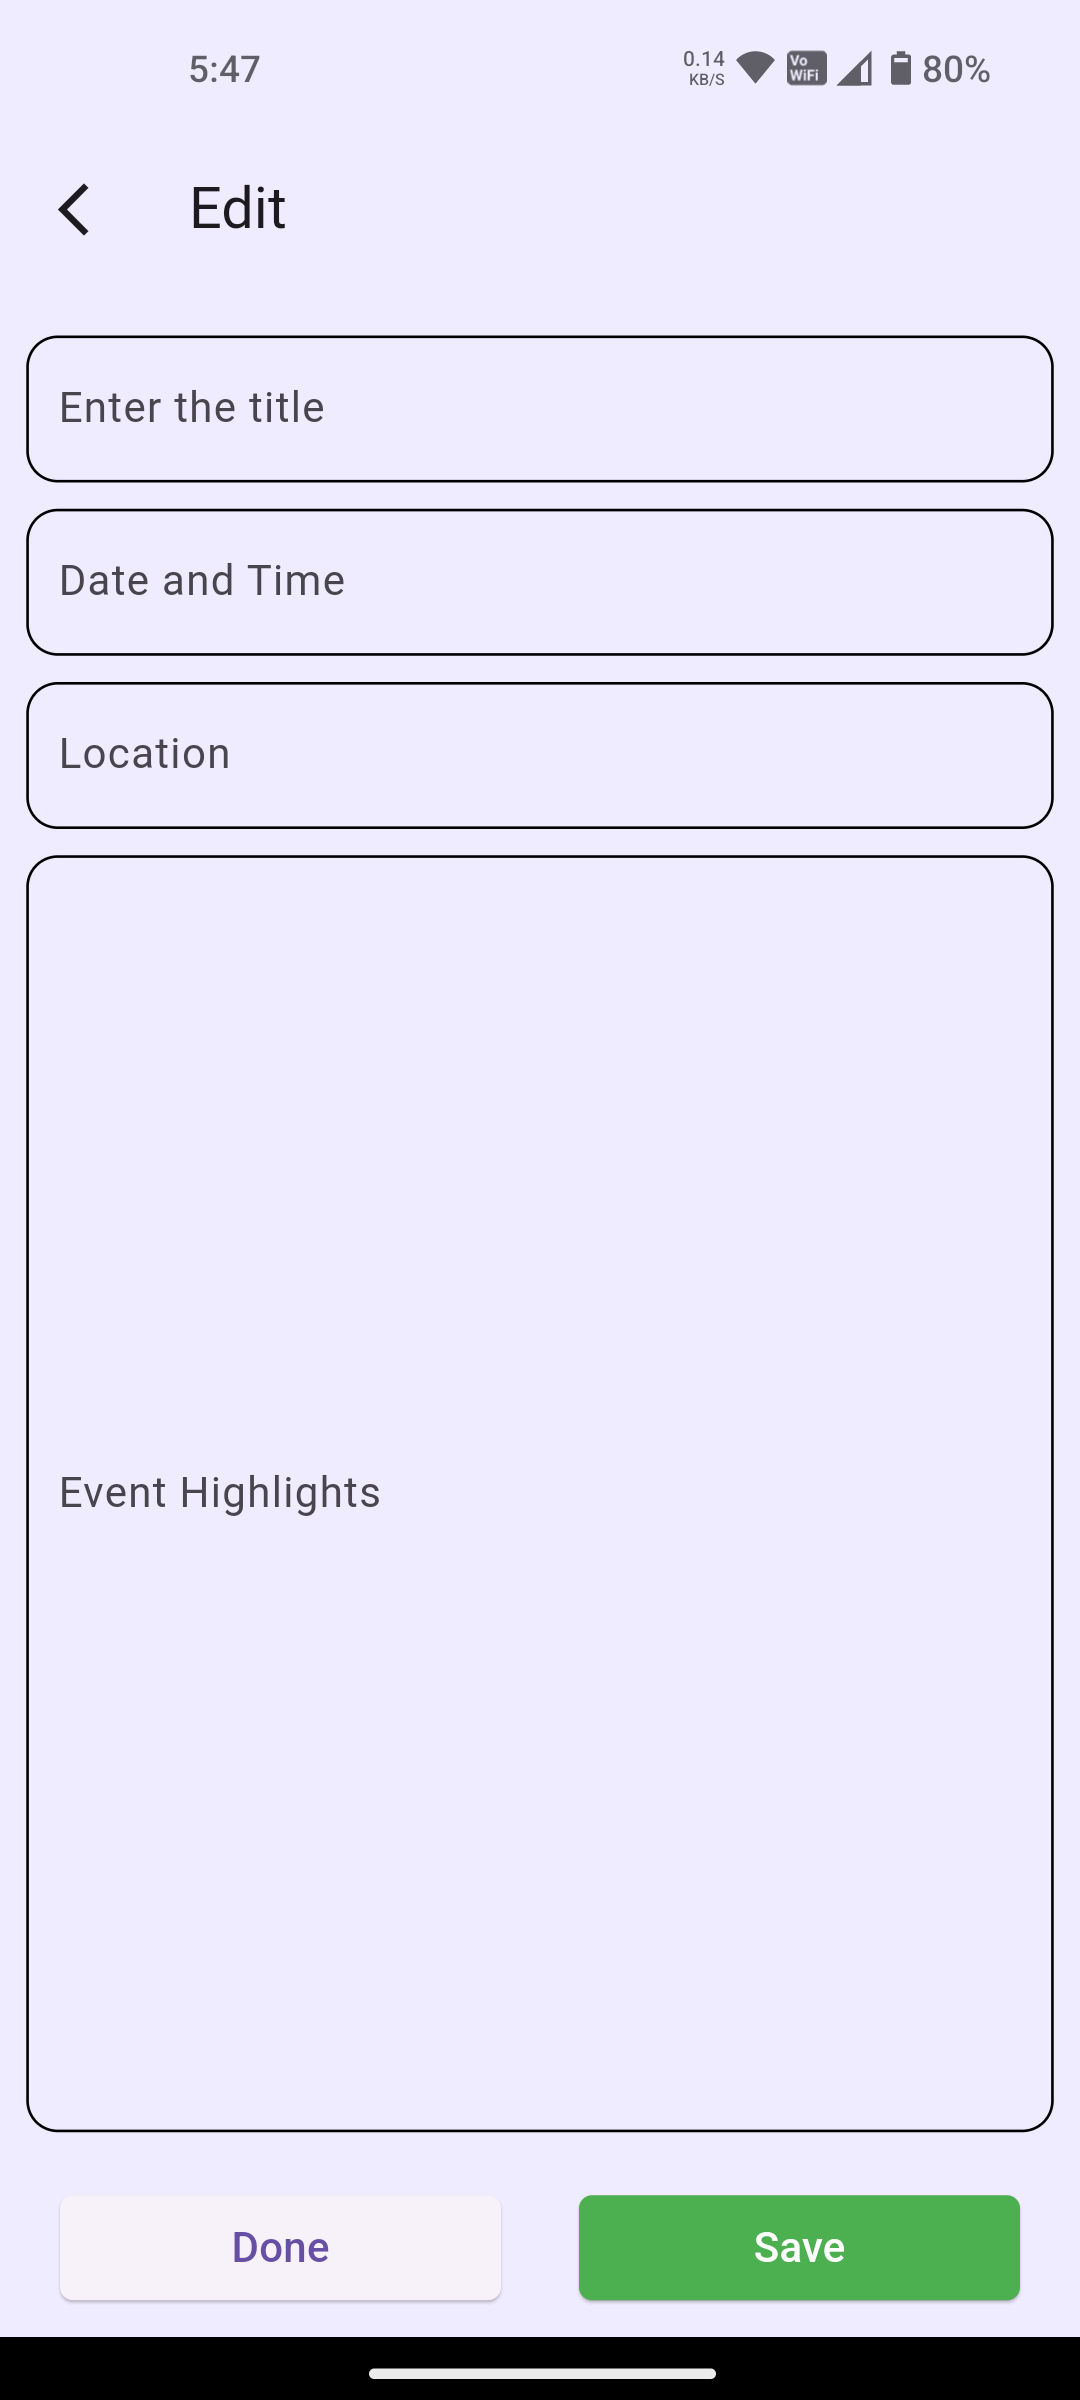 5:47
0.14
KB/S
Vo
WiFi
80%
Edit
Enter the title
Date and Time
Location
Event Highlights
Done
Save